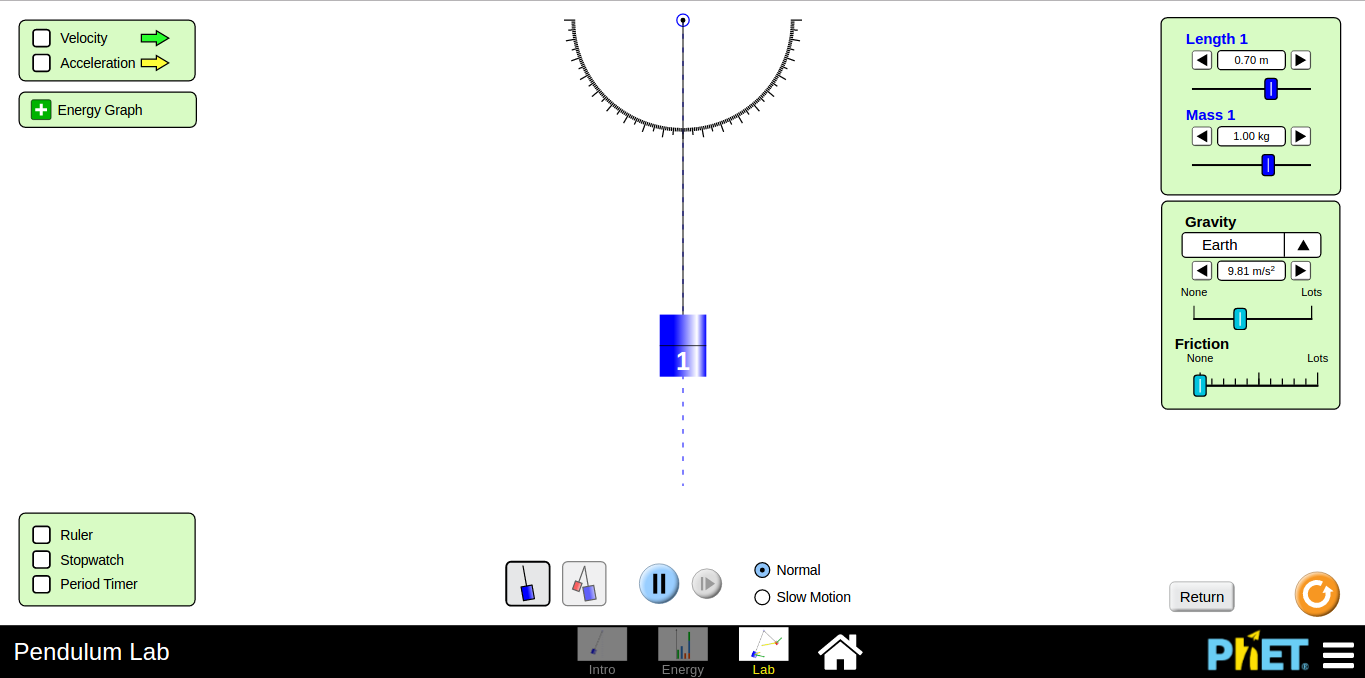 Velocity
Acceleration
Energy Graph
Length 1
0.70 m
Mass 1
1.00 kg
Gravity
Earth
9.81 m/s²
None Lots
Friction
None Lots
1
Ruler
Stopwatch
Period Timer
Normal
Slow Motion
Return
Pendulum Lab
Intro
Energy
Lab
PhET®